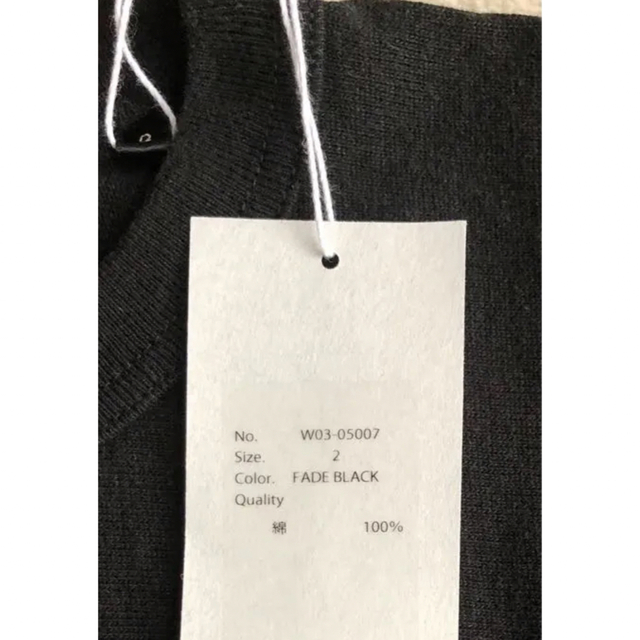 No. W03-05007
Size. 2
Color. FADE BLACK
Quality
綿 100%